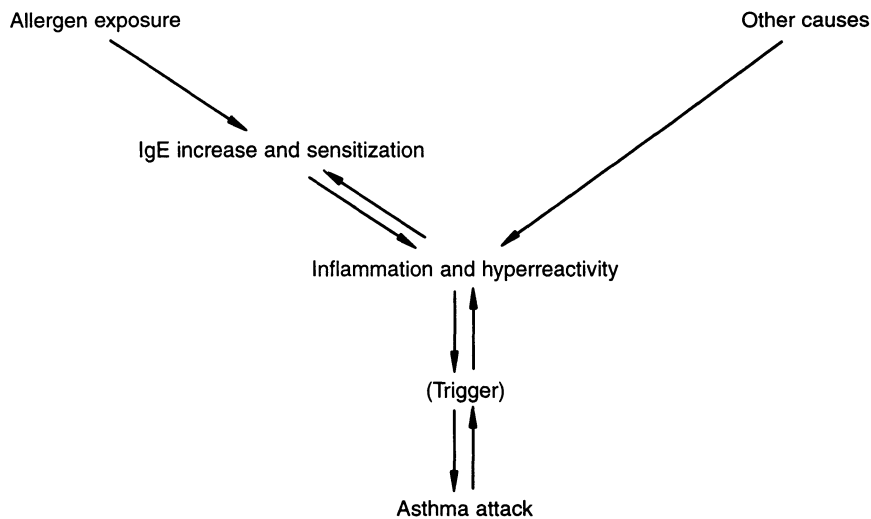 Allergen exposure
Other causes
IgE increase and sensitization
Inflammation and hyperreactivity
(Trigger)
Asthma attack